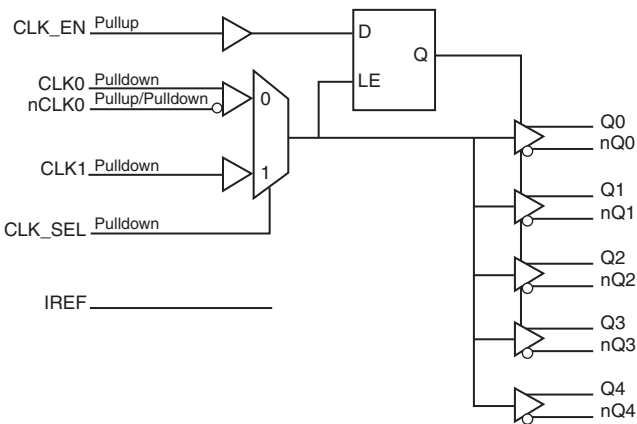 CLK_EN Pullup
D
Q
LE
CLK0 Pulldown
nCLK0 Pullup/Pulldown
0
CLK1 Pulldown
1
CLK_SEL Pulldown
IREF
Q0
nQ0
Q1
nQ1
Q2
nQ2
Q3
nQ3
Q4
nQ4